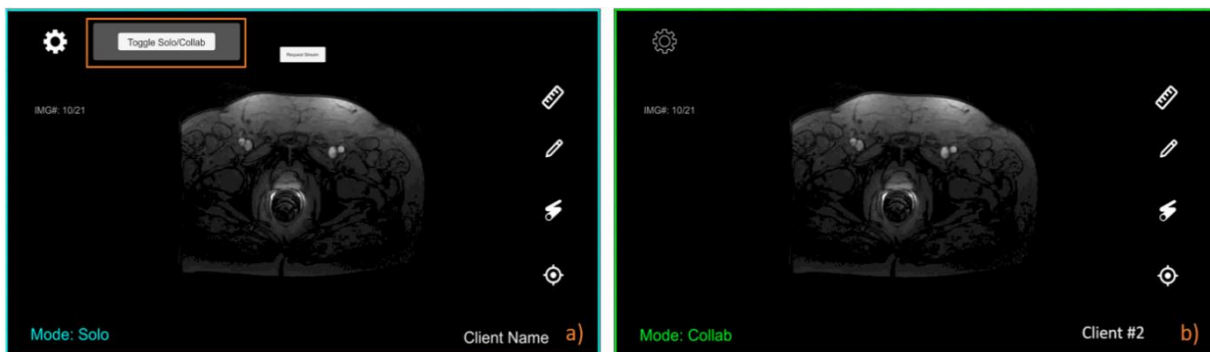 Toggle Solo/Collab
Request Stream
IMG#: 10/21
Mode: Solo
Client Name
a)
IMG#: 10/21
Mode: Collab
Client #2
b)